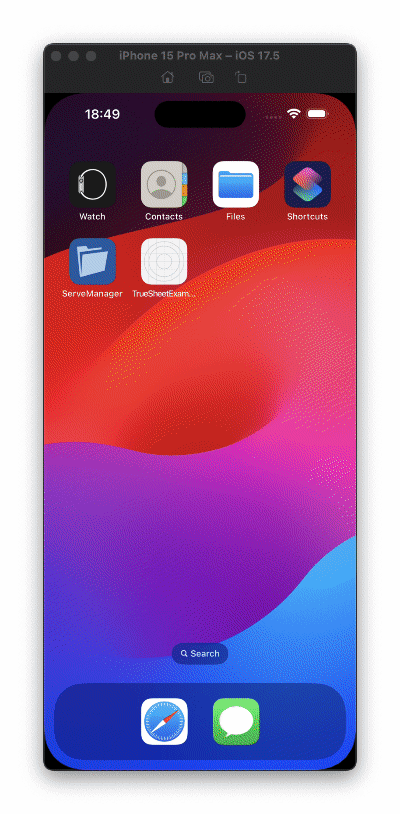 iPhone 15 Pro Max – iOS 17.5
18:49
Watch
Contacts
Files
Shortcuts
ServeManager
TrueSheetExam...
Search